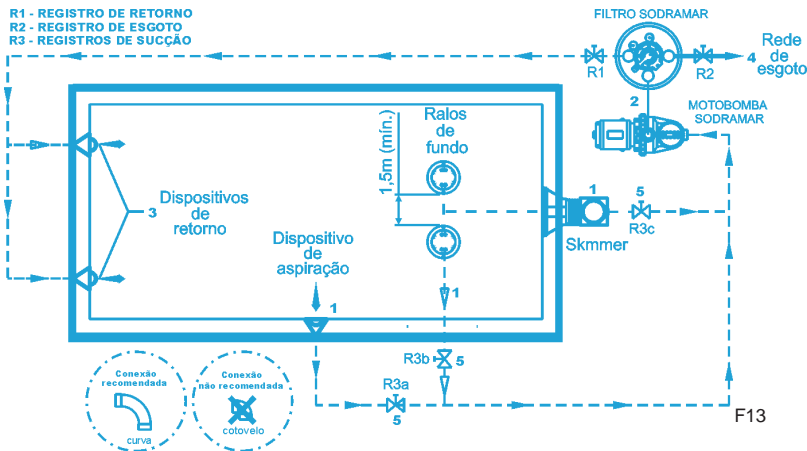 R1 - REGISTRO DE RETORNO
R2 - REGISTRO DE ESGOTO
R3 - REGISTROS DE SUCÇÃO
FILTRO SODRAMAR
R1
R2
4
Rede
de
esgoto
2
MOTOBOMBA
SODRAMAR
Ralos
de
fundo
1,5m (mín.)
3
Dispositivos
de
retorno
1
5
R3c
Skmmer
Dispositivo
de
aspiração
1
1
R3b
5
R3a
5
Conexão
recomendada
curva
Conexão
não recomendada
cotovelo
F13